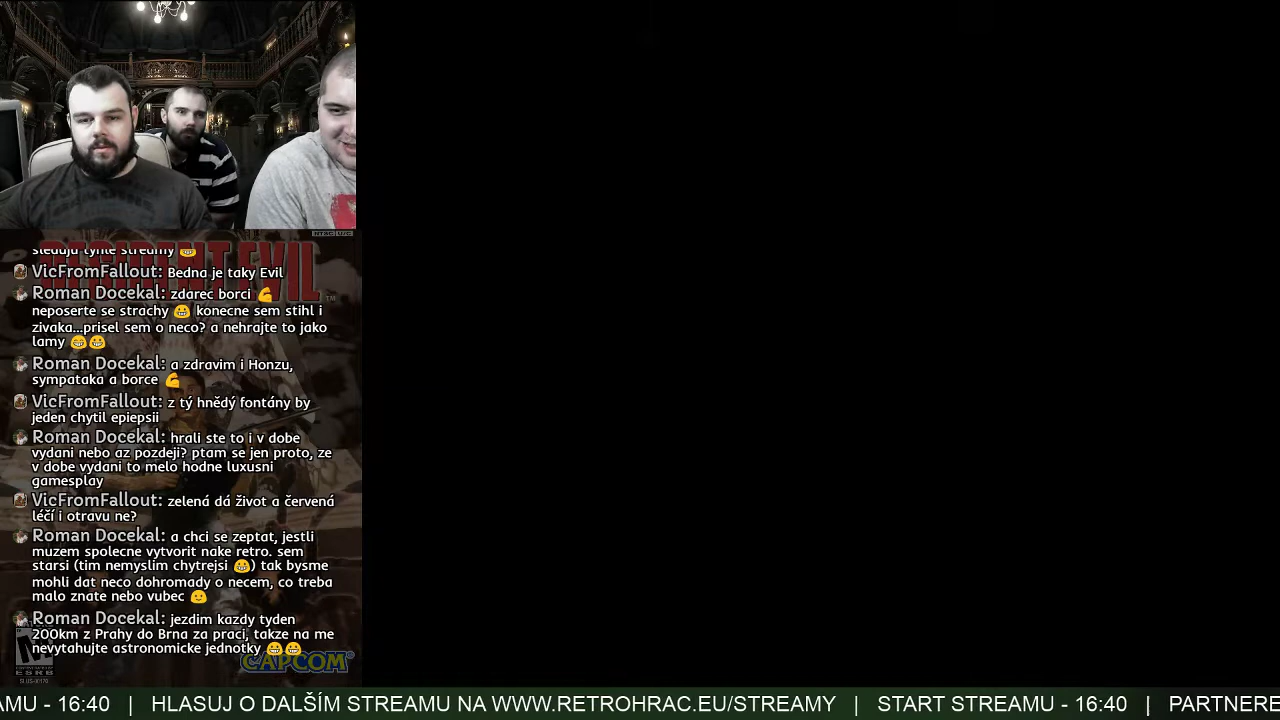 RESIDENT EVIL
sleduju tyhle streamy 😁
VicFromFallout: Bedna je taky Evil
Roman Docekal: zdarec borci 💪
neposerte se strachy 😀 konecne sem stihl i
zivaka...prisel sem o neco? a nehrajte to jako
lamy 😁😀
Roman Docekal: a zdravim i Honzu,
sympataka a borce 💪
VicFromFallout: z tý hnědý fontány by
jeden chytil epiepsii
Roman Docekal: hrali ste to i v dobe
vydani nebo az pozdeji? ptam se jen proto, ze
v dobe vydani to melo hodne luxusni
gamesplay
VicFromFallout: zelená dá život a červená
léčí i otravu ne?
Roman Docekal: a chci se zeptat, jestli
muzem spolecne vytvorit nake retro. sem
starsi (tim nemyslim chytrejsi 😀) tak bysme
mohli dat neco dohromady o necem, co treba
malo znate nebo vubec 🙂
Roman Docekal: jezdim kazdy tyden
200km z Prahy do Brna za praci, takze na me
nevytahujte astronomicke jednotky 😀😀
ESRB
CAPCOM
AMU - 16:40 | HLASUJ O DALŠÍM STREAMU NA WWW.RETROHRAC.EU/STREAMY | START STREAMU - 16:40 | PARTNERE